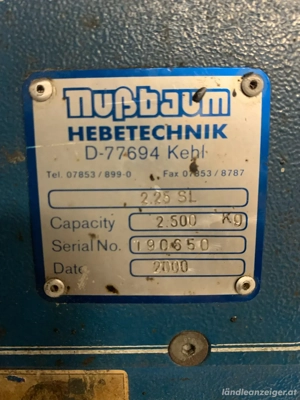 Nußbaum
HEBETECHNIK
D-77694 Kehl
Tel. 07853/899-0 Fax 07853/8787
2.25 SL
Capacity 2.500 Kg
Serial No. 190650
Date 2000
ländleanzeiger.at